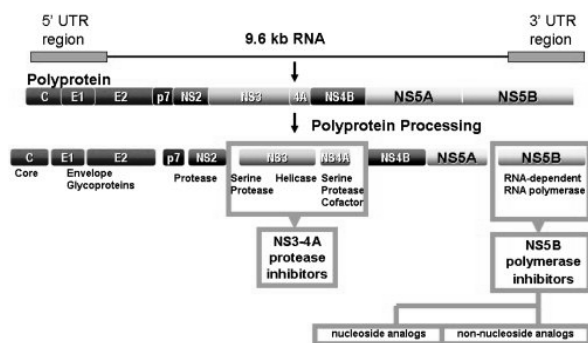 5' UTR
region
9.6 kb RNA
3' UTR
region
Polyprotein
C E1 E2 p7 NS2 NS3 4A NS4B NS5A NS5B
Polyprotein Processing
C E1 E2 p7 NS2 NS3 NS4A NS4B NS5A NS5B
Core
Envelope
Glycoproteins
Protease
Serine
Protease
Helicase
Serine
Protease
Cofactor
RNA-dependent
RNA polymerase
NS3-4A
protease
inhibitors
NS5B
polymerase
inhibitors
nucleoside analogs
non-nucleoside analogs